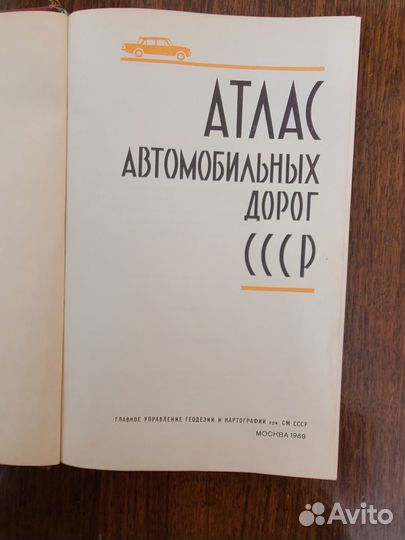 АТЛАС
АВТОМОБИЛЬНЫХ
ДОРОГ
СССР
ГЛАВНОЕ УПРАВЛЕНИЕ ГЕОДЕЗИИ И КАРТОГРАФИИ при СМ СССР
МОСКВА 1969
Avito